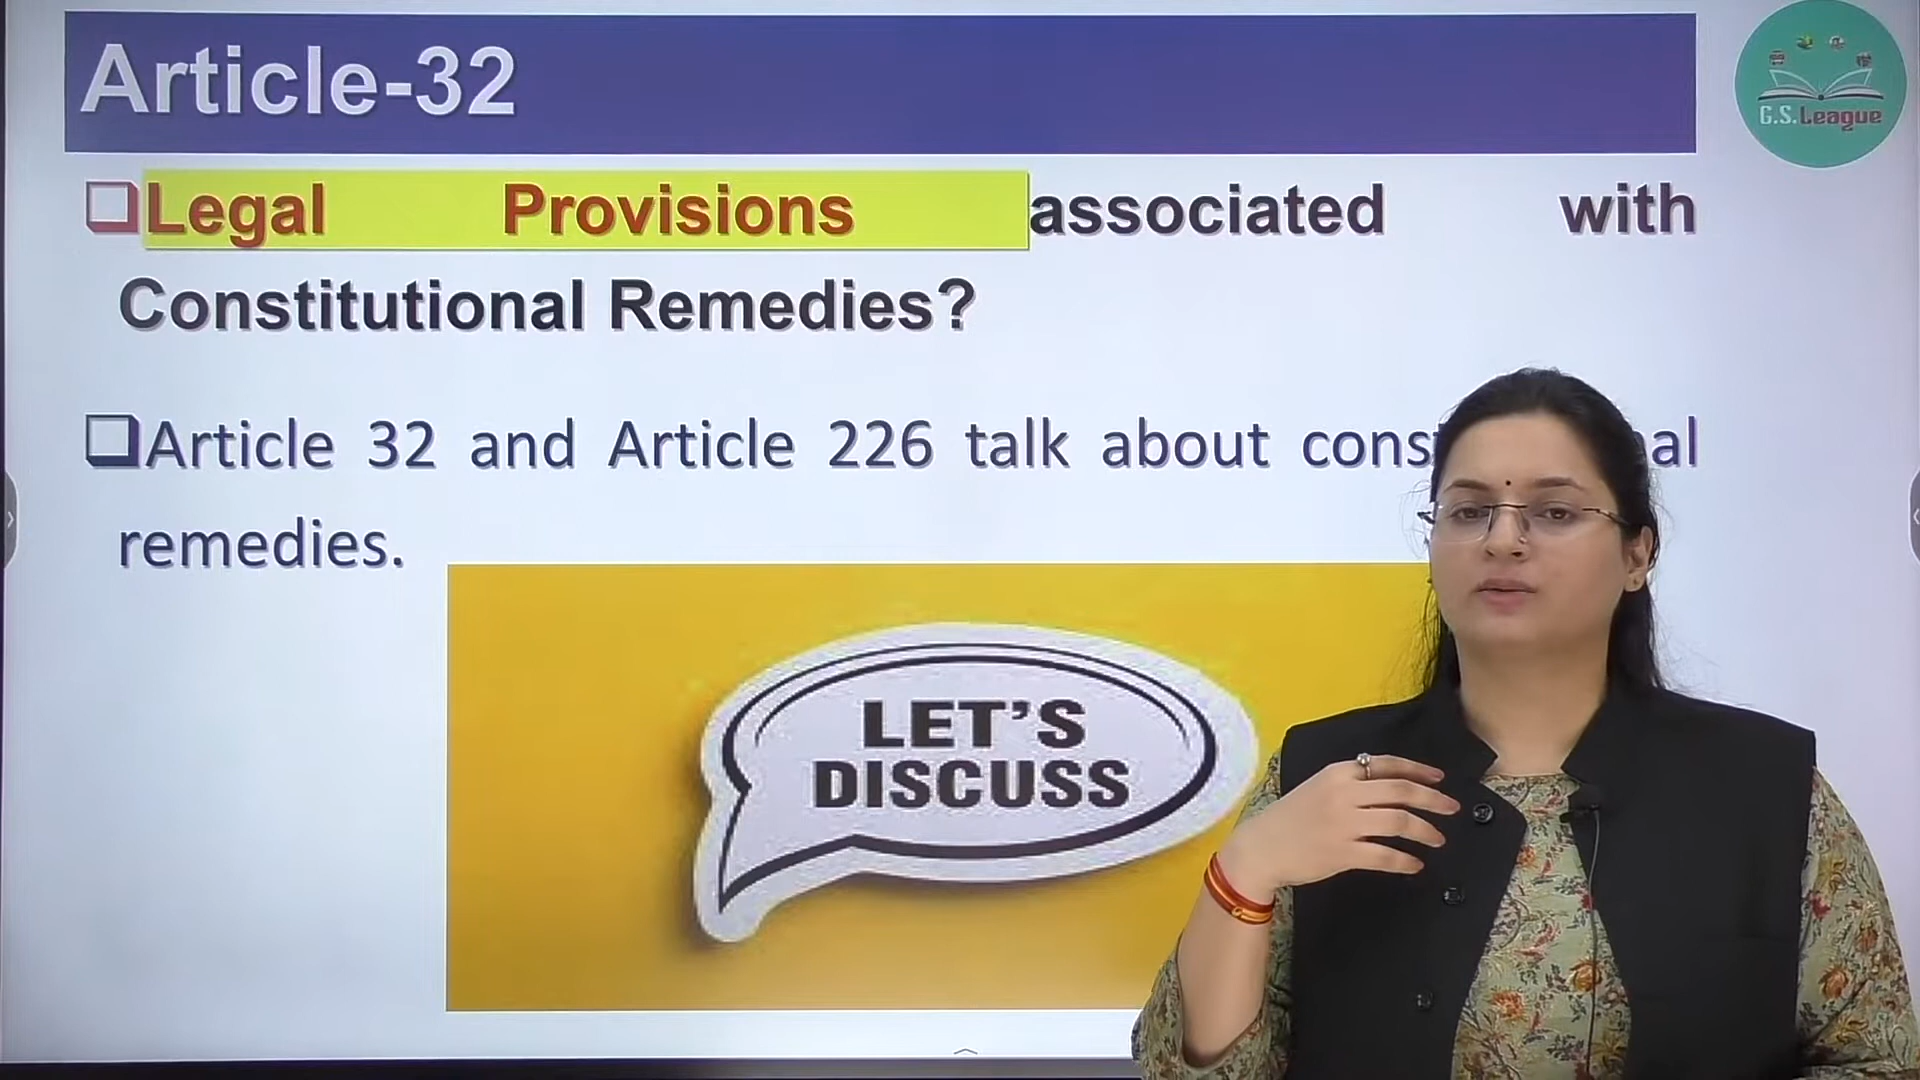 Article-32
G.S.League
Legal Provisions associated with
Constitutional Remedies?
Article 32 and Article 226 talk about cons al
remedies.
LET'S
DISCUSS